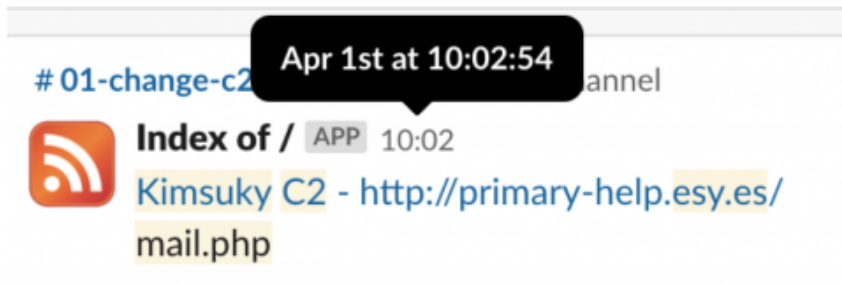 Apr 1st at 10:02:54
# 01-change-c2 annel
Index of / APP 10:02
Kimsuky C2 - http://primary-help.esy.es/
mail.php